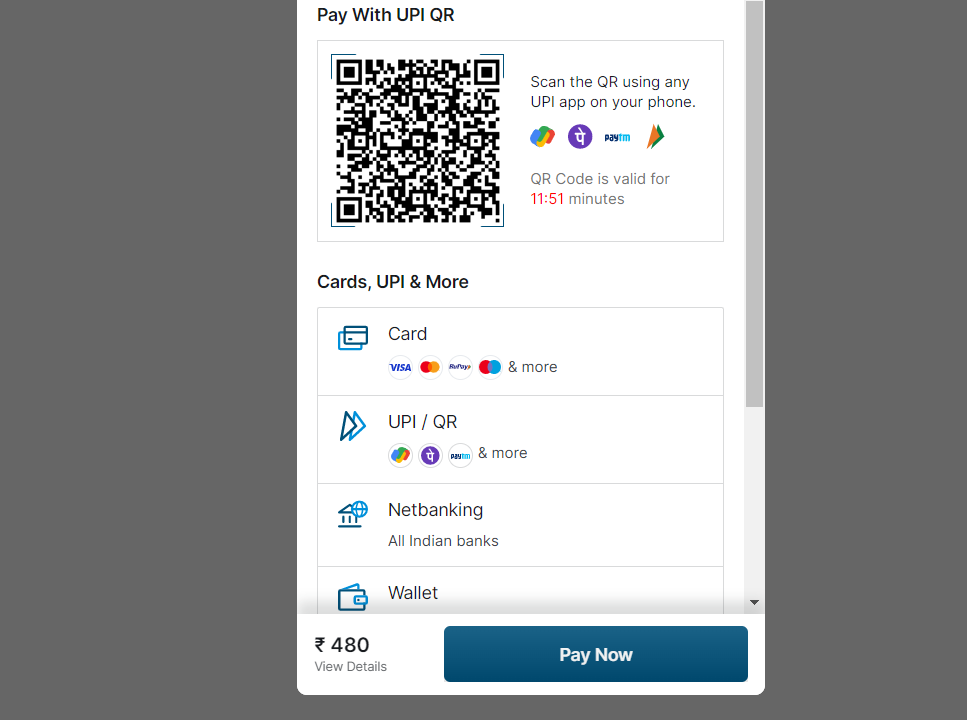 Pay With UPI QR
Scan the QR using any
UPI app on your phone.
पे paytm
QR Code is valid for
11:51 minutes
Cards, UPI & More
Card
VISA RuPay & more
UPI / QR
पे paytm & more
Netbanking
All Indian banks
Wallet
₹ 480
View Details
Pay Now